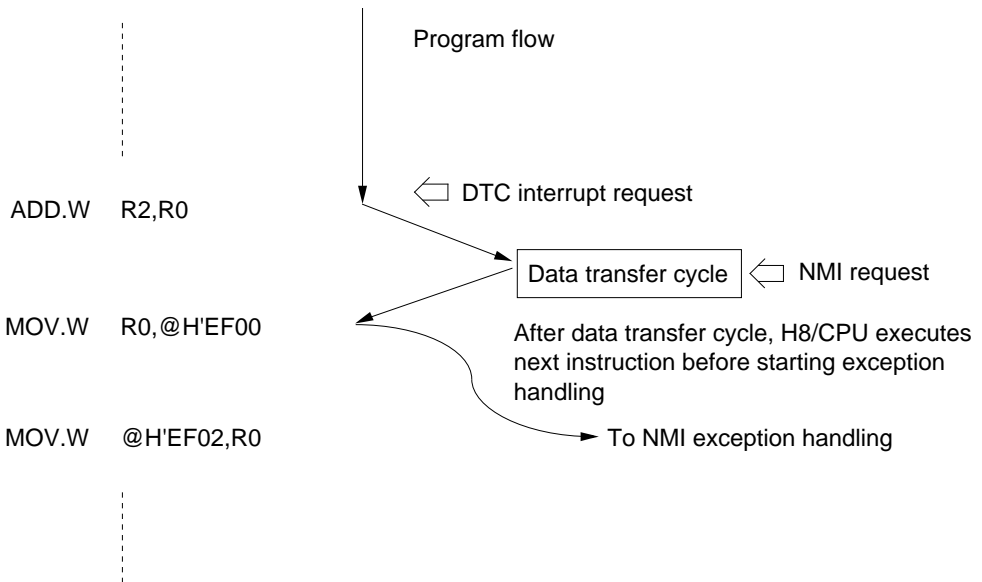 Program flow
DTC interrupt request
ADD.W R2,R0
Data transfer cycle
NMI request
MOV.W R0,@H'EF00
After data transfer cycle, H8/CPU executes
next instruction before starting exception
handling
MOV.W @H'EF02,R0
To NMI exception handling